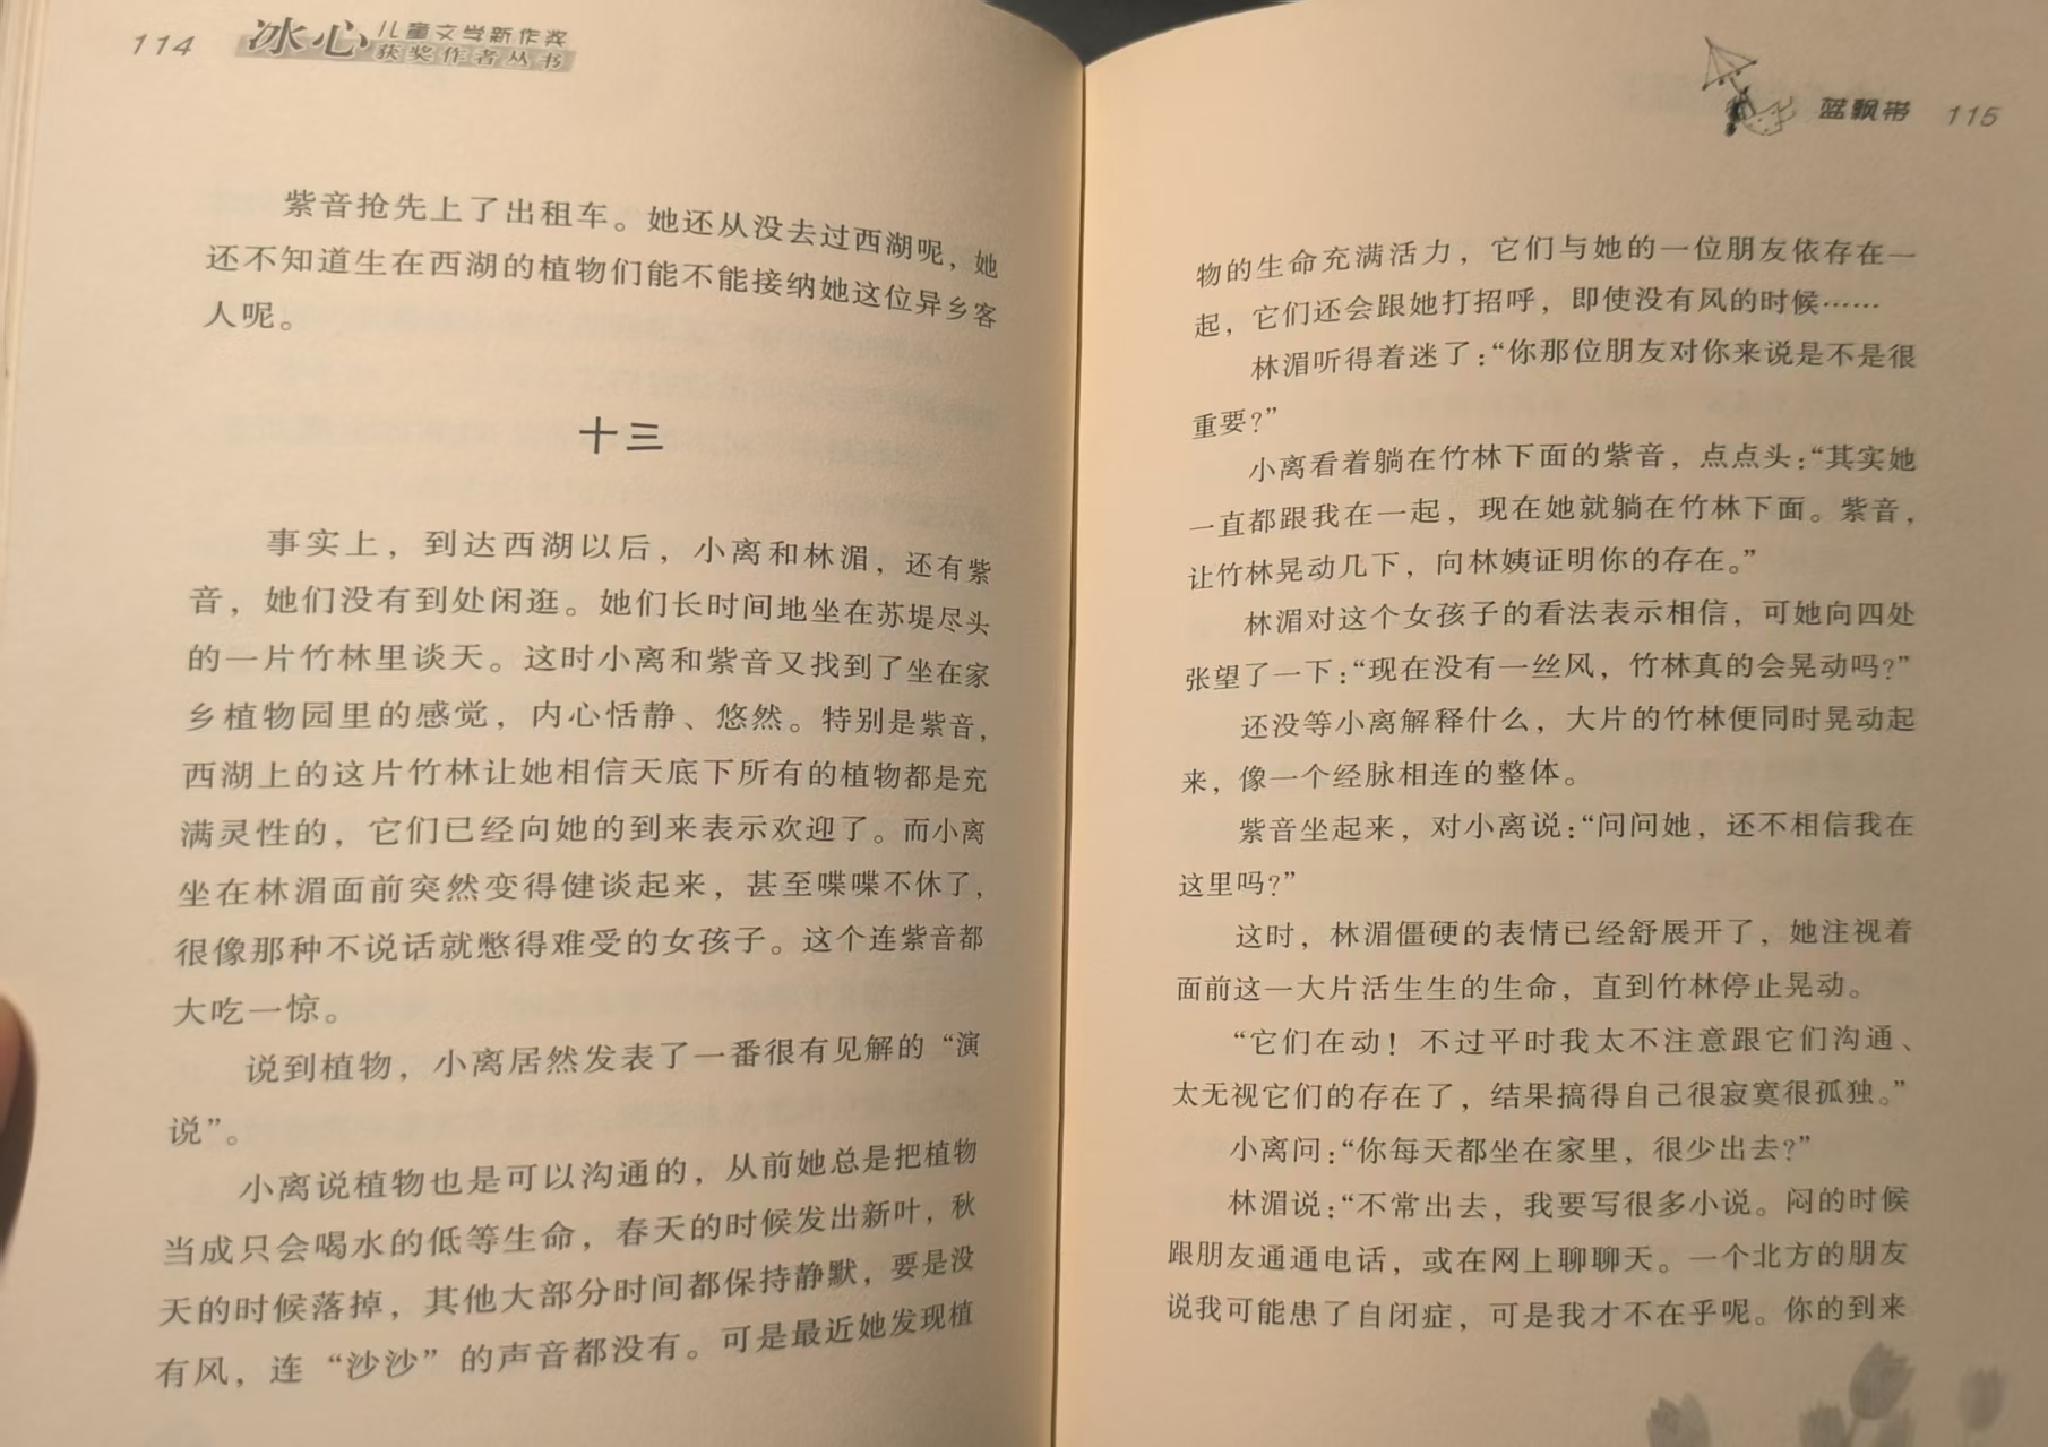 114
冰心儿童文学新作奖
获奖作者丛书
紫音抢先上了出租车。她还从没去过西湖呢，她
还不知道生在西湖的植物们能不能接纳她这位异乡客
人呢。
十三
事实上，到达西湖以后，小离和林湄，还有紫
音，她们没有到处闲逛。她们长时间地坐在苏堤尽头
的一片竹林里谈天。这时小离和紫音又找到了坐在家
乡植物园里的感觉，内心恬静、悠然。特别是紫音，
西湖上的这片竹林让她相信天底下所有的植物都是充
满灵性的，它们已经向她的到来表示欢迎了。而小离
坐在林湄面前突然变得健谈起来，甚至喋喋不休了，
很像那种不说话就憋得难受的女孩子。这个连紫音都
大吃一惊。
说到植物，小离居然发表了一番很有见解的“演
说”。
小离说植物也是可以沟通的，从前她总是把植物
当成只会喝水的低等生命，春天的时候发出新叶，秋
天的时候落掉，其他大部分时间都保持静默，要是没
有风，连“沙沙”的声音都没有。可是最近她发现植
蓝飘带 115
物的生命充满活力，它们与她的一位朋友依存在一
起，它们还会跟她打招呼，即使没有风的时候……
林湄听得着迷了：“你那位朋友对你来说是不是很
重要？”
小离看着躺在竹林下面的紫音，点点头：“其实她
一直都跟我在一起，现在她就躺在竹林下面。紫音，
让竹林晃动几下，向林姨证明你的存在。”
林湄对这个女孩子的看法表示相信，可她向四处
张望了一下：“现在没有一丝风，竹林真的会晃动吗？”
还没等小离解释什么，大片的竹林便同时晃动起
来，像一个经脉相连的整体。
紫音坐起来，对小离说：“问问她，还不相信我在
这里吗？”
这时，林湄僵硬的表情已经舒展开了，她注视着
面前这一大片活生生的生命，直到竹林停止晃动。
“它们在动！不过平时我太不注意跟它们沟通、
太无视它们的存在了，结果搞得自己很寂寞很孤独。”
小离问：“你每天都坐在家里，很少出去？”
林湄说：“不常出去，我要写很多小说。闷的时候
跟朋友通通电话，或在网上聊聊天。一个北方的朋友
说我可能患了自闭症，可是我才不在乎呢。你的到来